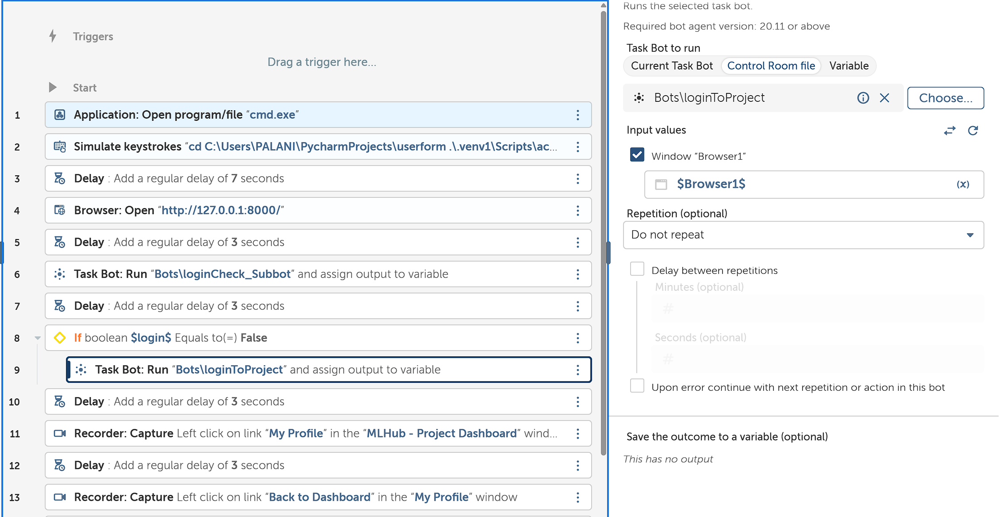 Triggers
Drag a trigger here...
Start
1 Application: Open program/file “cmd.exe”
2 Simulate keystrokes “cd C:\Users\PALANI\PycharmProjects\userform .\.venv1\Scripts\ac...
3 Delay : Add a regular delay of 7 seconds
4 Browser: Open “http://127.0.0.1:8000/”
5 Delay : Add a regular delay of 3 seconds
6 Task Bot: Run “Bots\loginCheck_Subbot” and assign output to variable
7 Delay : Add a regular delay of 3 seconds
8 If boolean $login$ Equals to(=) False
9 Task Bot: Run “Bots\loginToProject” and assign output to variable
10 Delay : Add a regular delay of 3 seconds
11 Recorder: Capture Left click on link “My Profile” in the “MLHub - Project Dashboard” wind...
12 Delay : Add a regular delay of 3 seconds
13 Recorder: Capture Left click on link “Back to Dashboard” in the “My Profile” window
Runs the selected task bot.
Required bot agent version: 20.11 or above
Task Bot to run
Current Task Bot Control Room file Variable
Bots\loginToProject
Choose...
Input values
Window “Browser1”
$Browser1$ (x)
Repetition (optional)
Do not repeat
Delay between repetitions
Minutes (optional)
#
Seconds (optional)
#
Upon error continue with next repetition or action in this bot
Save the outcome to a variable (optional)
This has no output